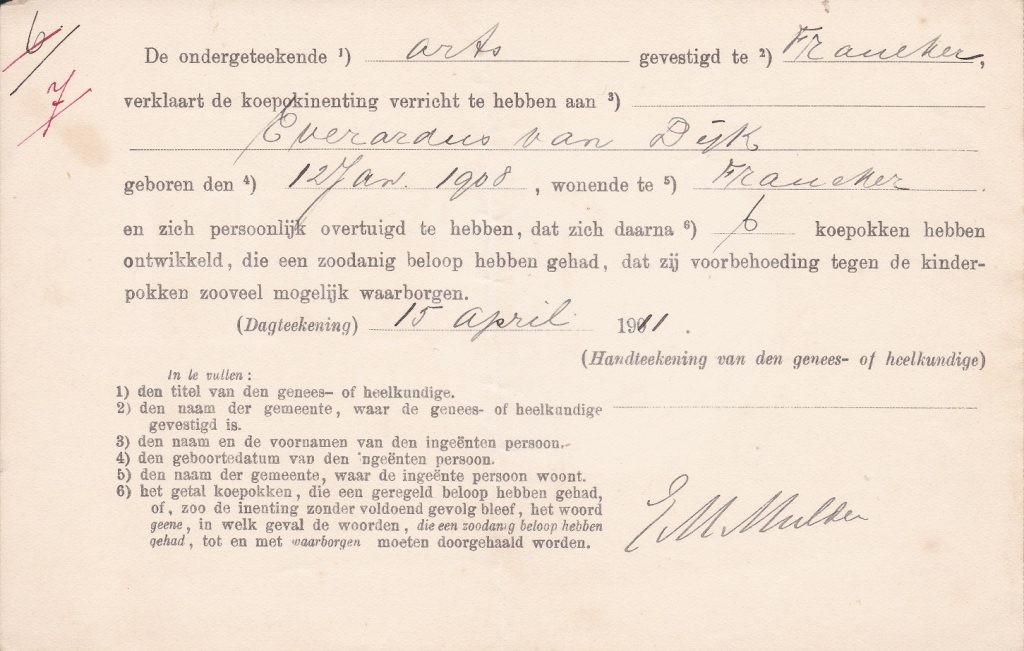 6/
7/
De ondergeteekende ¹) arts gevestigd te ²) Franeker,
verklaart de koepokinenting verricht te hebben aan ³)
Everardus van Dijk
geboren den ⁴) 12 Jan. 1908, wonende te ⁵) Franeker.
en zich persoonlijk overtuigd te hebben, dat zich daarna ⁶) 6 koepokken hebben
ontwikkeld, die een zoodanig beloop hebben gehad, dat zij voorbehoeding tegen de kinder-
pokken zooveel mogelijk waarborgen.
(Dagteekening) 15 April 1911.
(Handteekening van den genees- of heelkundige)
In te vullen:
1) den titel van den genees- of heelkundige.
2) den naam der gemeente, waar de genees- of heelkundige
gevestigd is.
3) den naam en de voornamen van den ingeënten persoon.
4) den geboortedatum van den ingeënten persoon.
5) den naam der gemeente, waar de ingeënte persoon woont.
6) het getal koepokken, die een geregeld beloop hebben gehad,
of, zoo de inenting zonder voldoend gevolg bleef, het woord
geene, in welk geval de woorden, die een zoodanig beloop hebben
gehad, tot en met waarborgen moeten doorgehaald worden.
E M Mulder